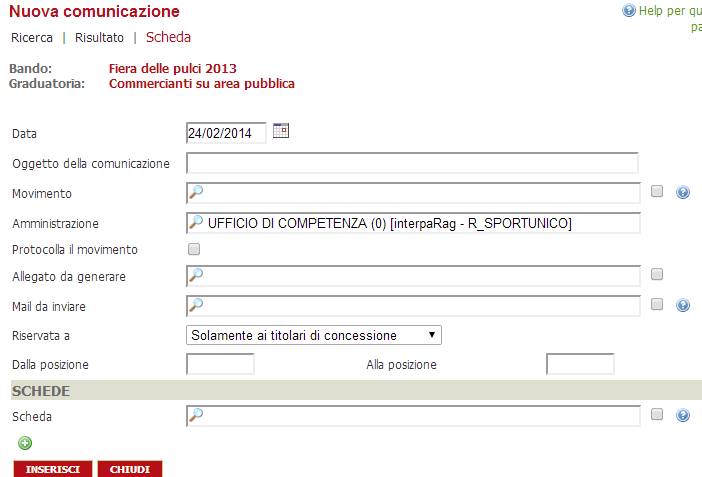 Nuova comunicazione
Help per qu
pa
Ricerca | Risultato | Scheda
Bando: Fiera delle pulci 2013
Graduatoria: Commercianti su area pubblica
Data 24/02/2014
Oggetto della comunicazione
Movimento
Amministrazione UFFICIO DI COMPETENZA (0) [interpaRag - R_SPORTUNICO]
Protocolla il movimento
Allegato da generare
Mail da inviare
Riservata a Solamente ai titolari di concessione
Dalla posizione Alla posizione
SCHEDE
Scheda
INSERISCI CHIUDI